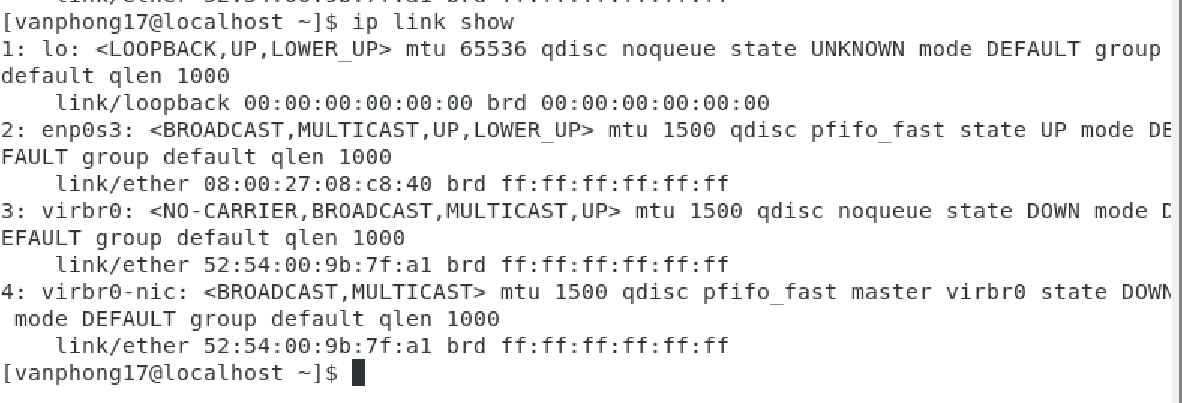 [vanphong17@localhost ~]$ ip link show
1: lo: <LOOPBACK,UP,LOWER_UP> mtu 65536 qdisc noqueue state UNKNOWN mode DEFAULT group
default qlen 1000
    link/loopback 00:00:00:00:00:00 brd 00:00:00:00:00:00
2: enp0s3: <BROADCAST,MULTICAST,UP,LOWER_UP> mtu 1500 qdisc pfifo_fast state UP mode DE
FAULT group default qlen 1000
    link/ether 08:00:27:08:c8:40 brd ff:ff:ff:ff:ff:ff
3: virbr0: <NO-CARRIER,BROADCAST,MULTICAST,UP> mtu 1500 qdisc noqueue state DOWN mode D
EFAULT group default qlen 1000
    link/ether 52:54:00:9b:7f:a1 brd ff:ff:ff:ff:ff:ff
4: virbr0-nic: <BROADCAST,MULTICAST> mtu 1500 qdisc pfifo_fast master virbr0 state DOWN
 mode DEFAULT group default qlen 1000
    link/ether 52:54:00:9b:7f:a1 brd ff:ff:ff:ff:ff:ff
[vanphong17@localhost ~]$